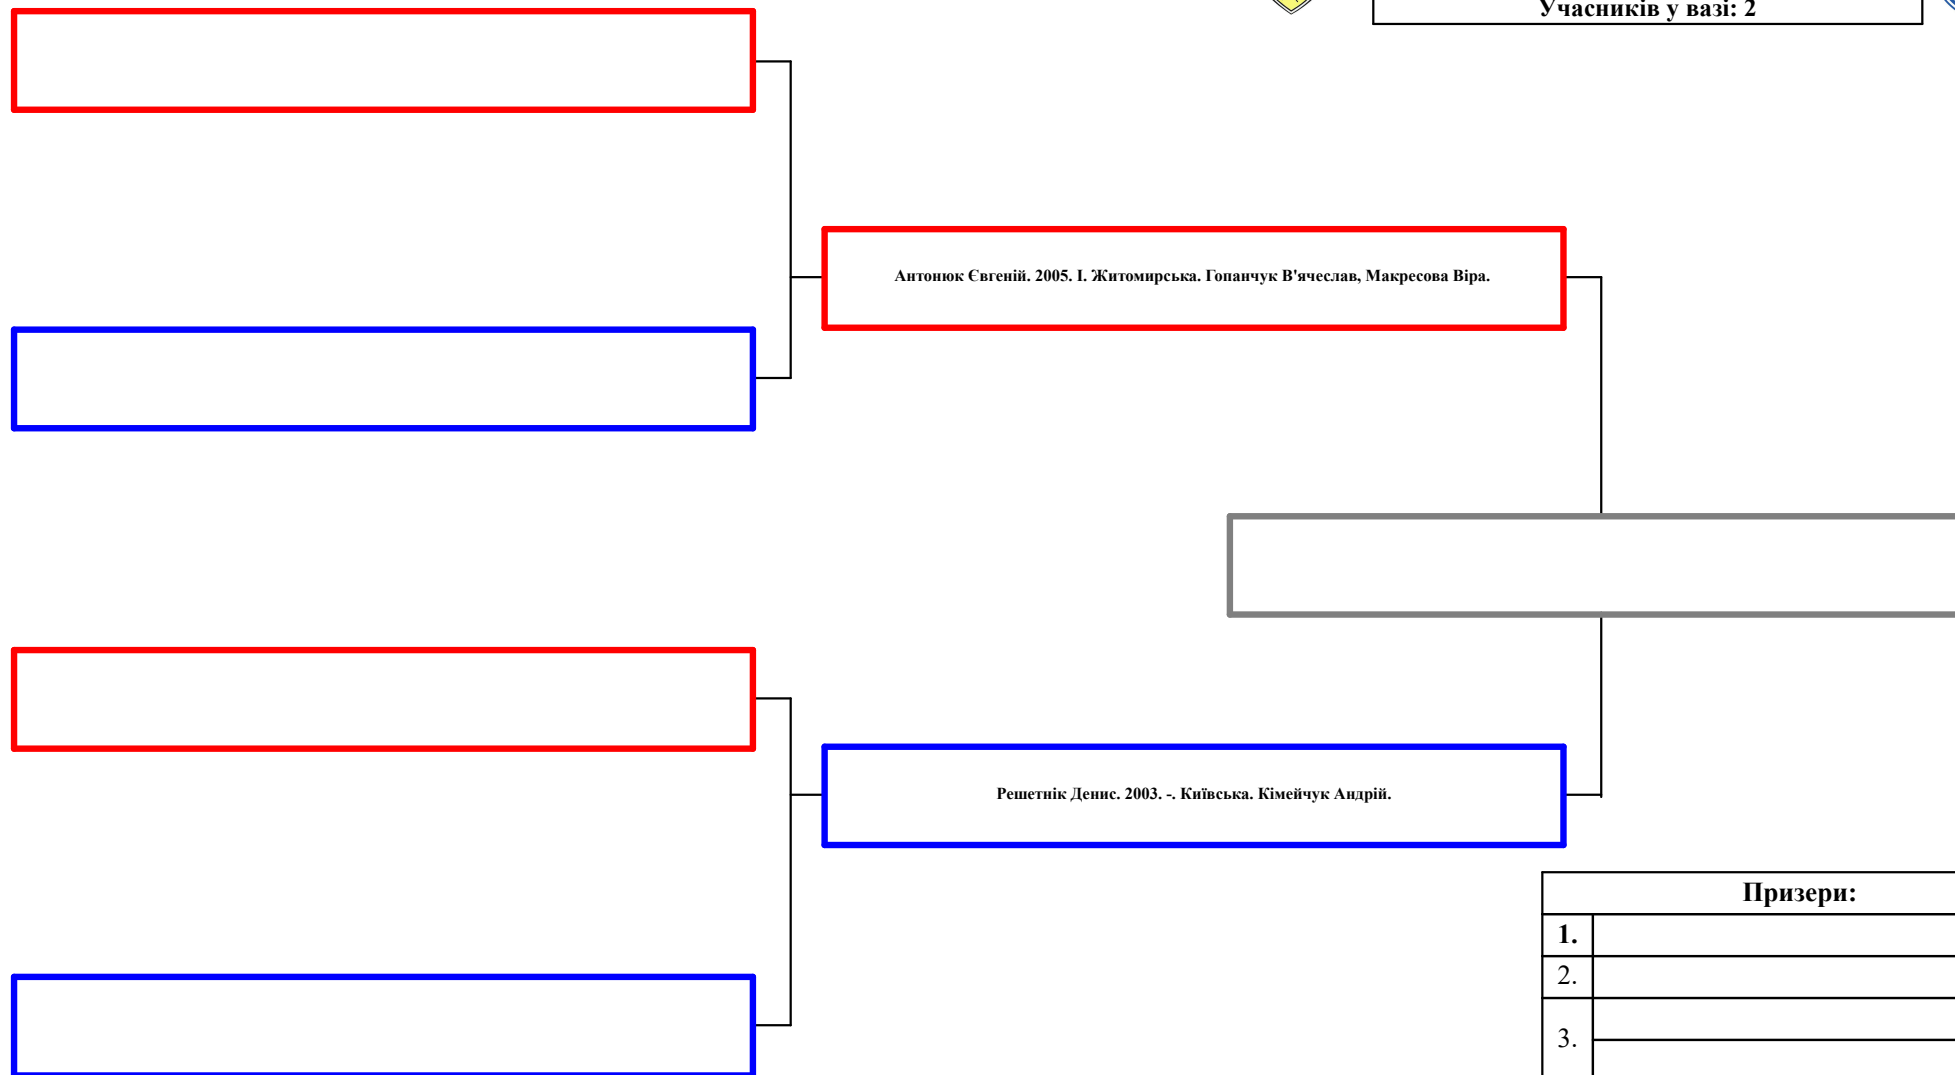 Учасників у вазі: 2
Антонюк Євгеній. 2005. І. Житомирська. Гопанчук В'ячеслав, Макресова Віра.
Решетнік Денис. 2003. -. Київська. Кімейчук Андрій.
Призери:
1.
2.
3.